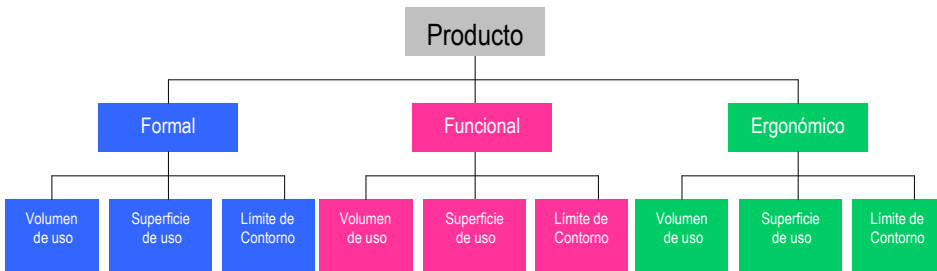 Producto
Formal
Funcional
Ergonómico
Volumen
de uso
Superficie
de uso
Límite de
Contorno
Volumen
de uso
Superficie
de uso
Límite de
Contorno
Volumen
de uso
Superficie
de uso
Límite de
Contorno